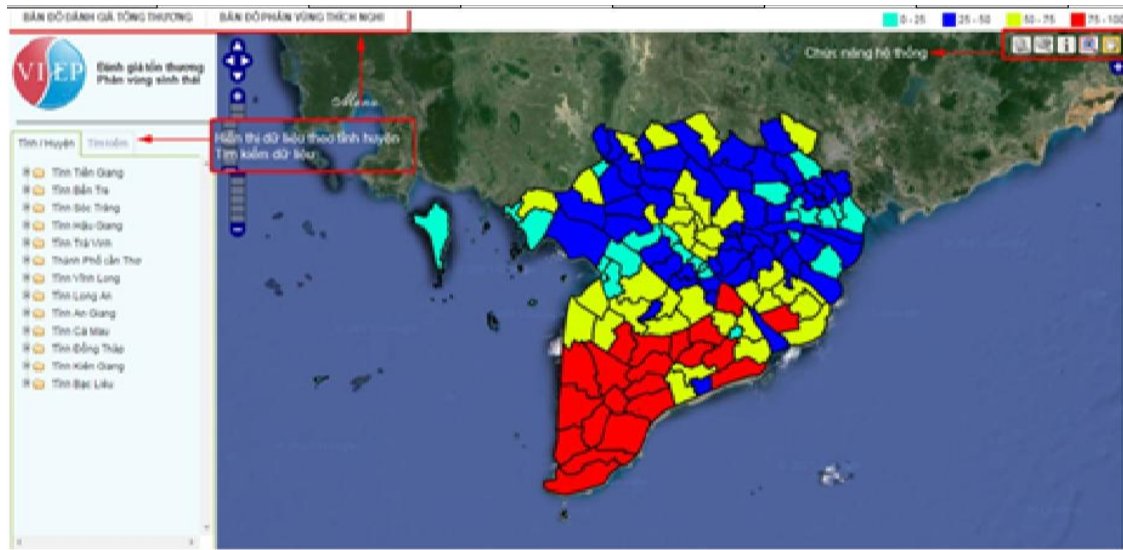 BẢN ĐỒ ĐÁNH GIÁ TỔNG THƯƠNG
BẢN ĐỒ PHÂN VÙNG THÍCH NGHI
0 - 25
25 - 50
50 - 75
75 - 100
VIEP
Đánh giá tổn thương
Phân vùng sinh thái
Chức năng hệ thống
Tỉnh / Huyện
Tìm kiếm
Hiển thị dữ liệu theo tỉnh huyện
Tìm kiếm dữ liệu
Tỉnh Tiền Giang
Tỉnh Bến Tre
Tỉnh Sóc Trăng
Tỉnh Hậu Giang
Tỉnh Trà Vinh
Thành Phố cần Thơ
Tỉnh Vĩnh Long
Tỉnh Long An
Tỉnh An Giang
Tỉnh Cà Mau
Tỉnh Đồng Tháp
Tỉnh Kiên Giang
Tỉnh Bạc Liêu